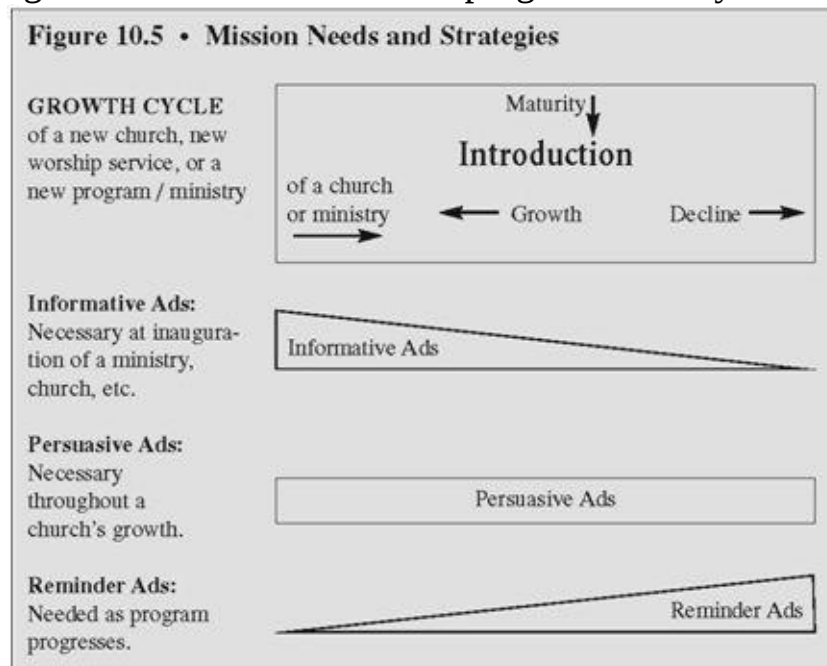 Figure 10.5 • Mission Needs and Strategies
GROWTH CYCLE
of a new church, new
worship service, or a
new program / ministry
Maturity
Introduction
of a church
or ministry
Growth
Decline
Informative Ads:
Necessary at inaugura-
tion of a ministry,
church, etc.
Informative Ads
Persuasive Ads:
Necessary
throughout a
church's growth.
Persuasive Ads
Reminder Ads:
Needed as program
progresses.
Reminder Ads